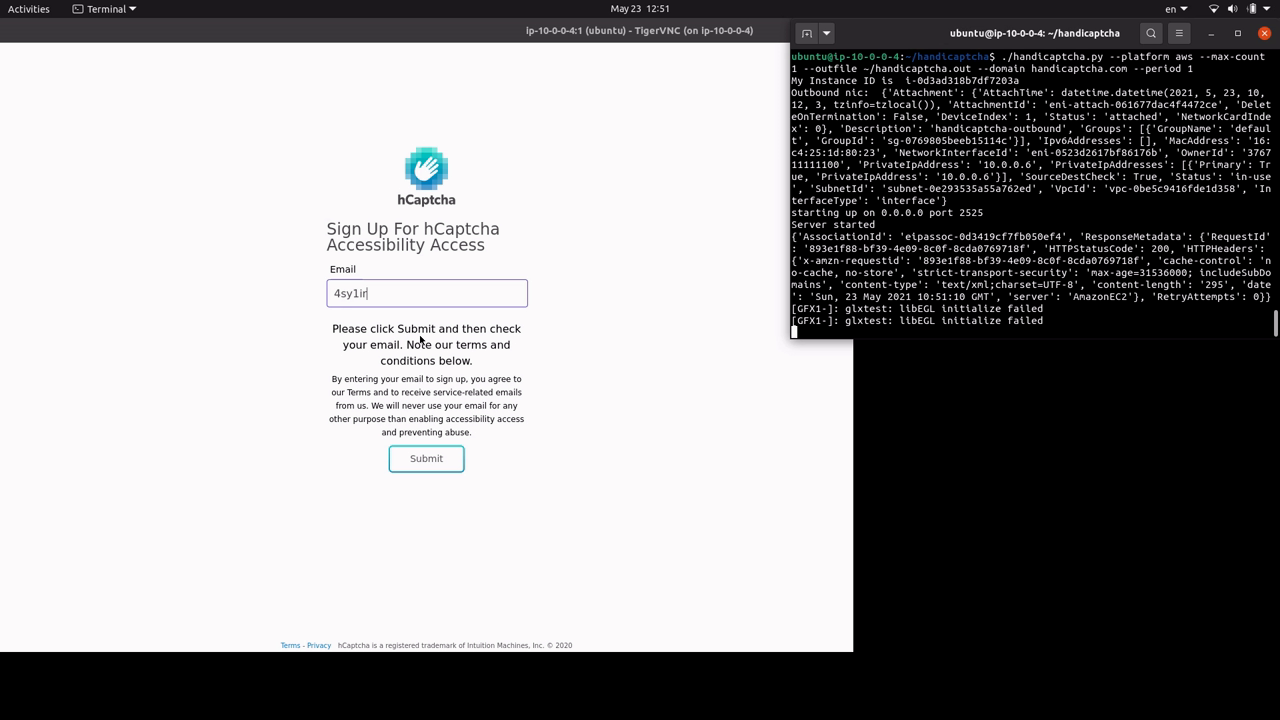 Activities
Terminal
May 23 12:51
en
ip-10-0-0-4:1 (ubuntu) - TigerVNC (on ip-10-0-0-4)
hCaptcha
Sign Up For hCaptcha
Accessibility Access
Email
4sy1ir
Please click Submit and then check
your email. Note our terms and
conditions below.
By entering your email to sign up, you agree to
our Terms and to receive service-related emails
from us. We will never use your email for any
other purpose than enabling accessibility access
and preventing abuse.
Submit
Terms - Privacy hCaptcha is a registered trademark of Intuition Machines, Inc. © 2020
ubuntu@ip-10-0-0-4: ~/handicaptcha
ubuntu@ip-10-0-0-4:~/handicaptcha$ ./handicaptcha.py --platform aws --max-count
1 --outfile ~/handicaptcha.out --domain handicaptcha.com --period 1
My Instance ID is  i-0d3ad318b7df7203a
Outbound nic:  {'Attachment': {'AttachTime': datetime.datetime(2021, 5, 23, 10,
12, 3, tzinfo=tzlocal()), 'AttachmentId': 'eni-attach-061677dac4f4472ce', 'Delet
eOnTermination': False, 'DeviceIndex': 1, 'Status': 'attached', 'NetworkCardInde
x': 0}, 'Description': 'handicaptcha-outbound', 'Groups': [{'GroupName': 'defaul
t', 'GroupId': 'sg-0769805beeb15114c'}], 'Ipv6Addresses': [], 'MacAddress': '16:
c4:25:1d:80:23', 'NetworkInterfaceId': 'eni-0523d2617bf86176b', 'OwnerId': '3767
11111100', 'PrivateIpAddress': '10.0.0.6', 'PrivateIpAddresses': [{'Primary': Tr
ue, 'PrivateIpAddress': '10.0.0.6'}], 'SourceDestCheck': True, 'Status': 'in-use
', 'SubnetId': 'subnet-0e293535a55a762ed', 'VpcId': 'vpc-0be5c9416fde1d358', 'In
terfaceType': 'interface'}
starting up on 0.0.0.0 port 2525
Server started
{'AssociationId': 'eipassoc-0d3419cf7fb050ef4', 'ResponseMetadata': {'RequestId'
: '893e1f88-bf39-4e09-8c0f-8cda0769718f', 'HTTPStatusCode': 200, 'HTTPHeaders':
{'x-amzn-requestid': '893e1f88-bf39-4e09-8c0f-8cda0769718f', 'cache-control': 'n
o-cache, no-store', 'strict-transport-security': 'max-age=31536000; includeSubDo
mains', 'content-type': 'text/xml;charset=UTF-8', 'content-length': '295', 'date
': 'Sun, 23 May 2021 10:51:10 GMT', 'server': 'AmazonEC2'}, 'RetryAttempts': 0}}
[GFX1-]: glxtest: libEGL initialize failed
[GFX1-]: glxtest: libEGL initialize failed